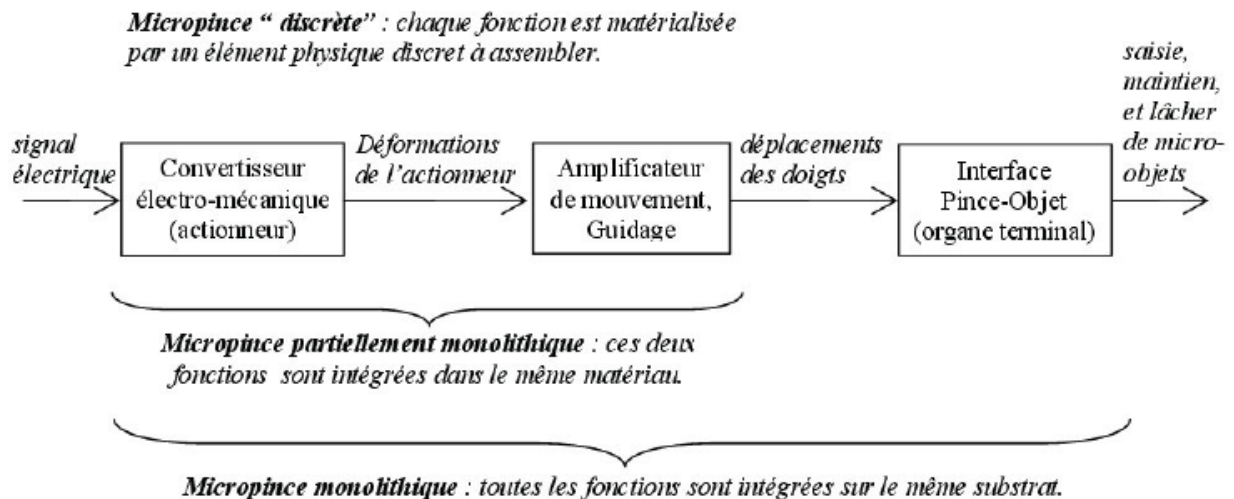 Micropince “ discrète” : chaque fonction est matérialisée
par un élément physique discret à assembler.
saisie,
maintien,
et lâcher
de micro-
objets
signal
électrique
Convertisseur
électro-mécanique
(actionneur)
Déformations
de l’actionneur
Amplificateur
de mouvement,
Guidage
déplacements
des doigts
Interface
Pince-Objet
(organe terminal)
Micropince partiellement monolithique : ces deux
fonctions sont intégrées dans le même matériau.
Micropince monolithique : toutes les fonctions sont intégrées sur le même substrat.